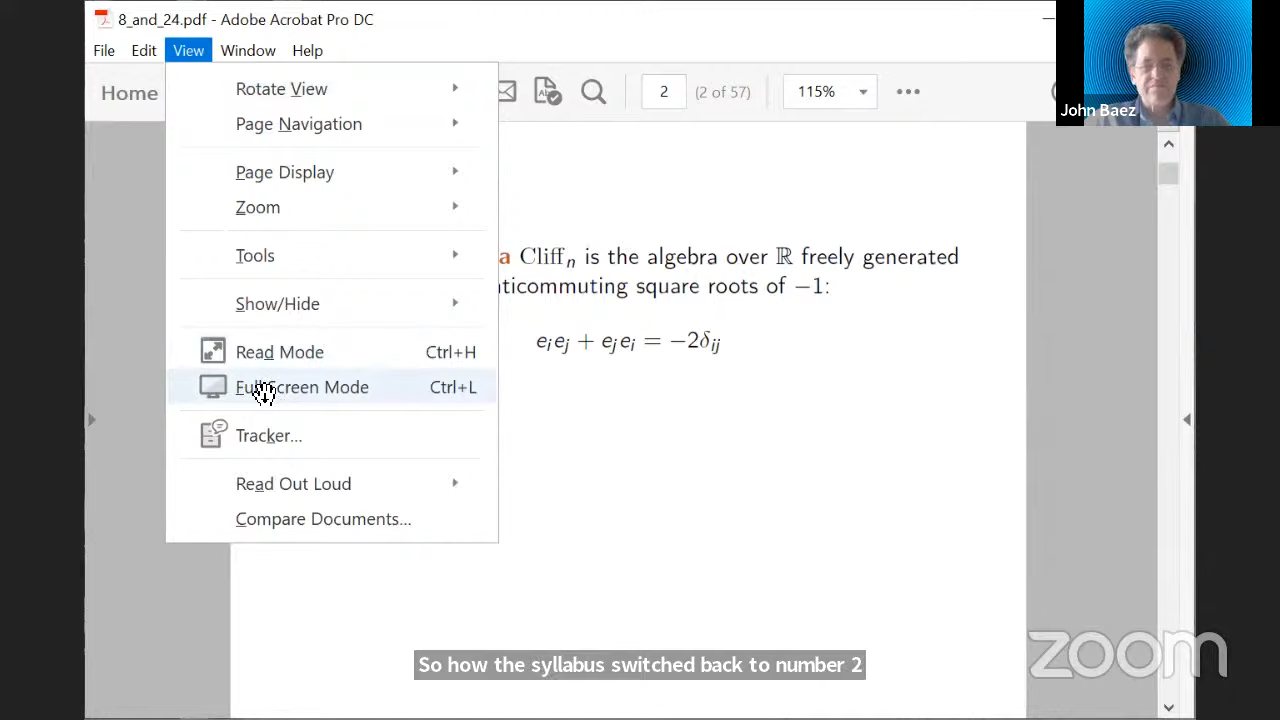 8_and_24.pdf - Adobe Acrobat Pro DC
File Edit View Window Help
Home
2 (2 of 57) 115%
John Baez
Rotate View
Page Navigation
Page Display
Zoom
Tools
Show/Hide
Read Mode Ctrl+H
Full Screen Mode Ctrl+L
Tracker...
Read Out Loud
Compare Documents...
a Cliffₙ is the algebra over ℝ freely generated
nticommuting square roots of −1:
eᵢeⱼ + eⱼeᵢ = −2δᵢⱼ
So how the syllabus switched back to number 2
zoom